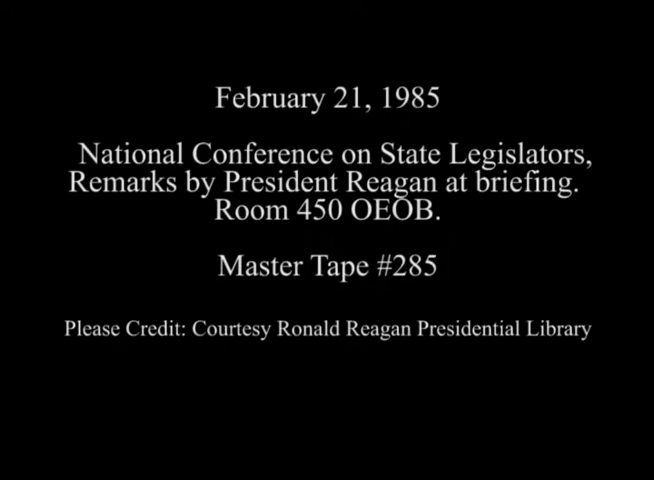 February 21, 1985
National Conference on State Legislators,
Remarks by President Reagan at briefing.
Room 450 OEOB.
Master Tape #285
Please Credit: Courtesy Ronald Reagan Presidential Library